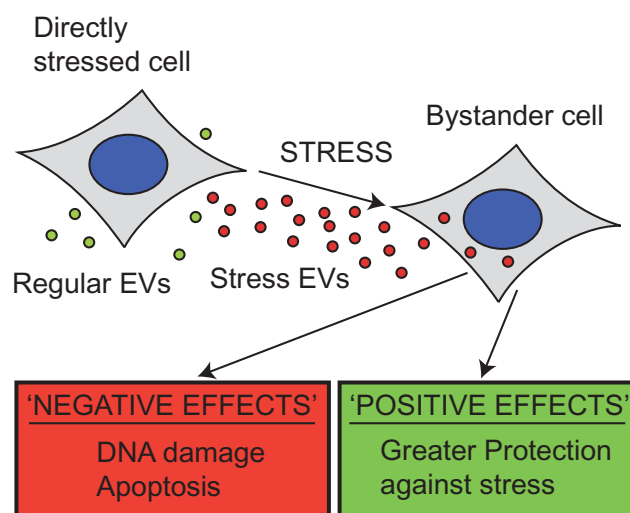 Directly
stressed cell
STRESS
Bystander cell
Regular EVs
Stress EVs
'NEGATIVE EFFECTS'
DNA damage
Apoptosis
'POSITIVE EFFECTS'
Greater Protection
against stress